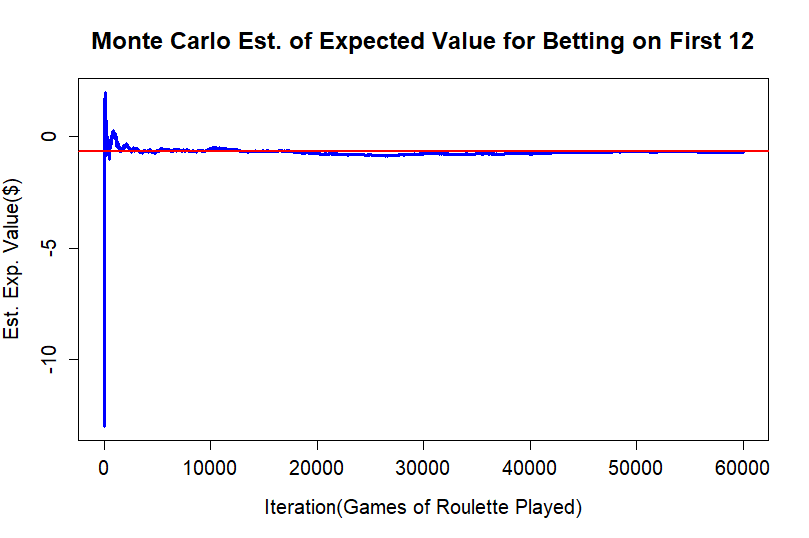 Monte Carlo Est. of Expected Value for Betting on First 12
Est. Exp. Value($)
0
-5
-10
0 10000 20000 30000 40000 50000 60000
Iteration(Games of Roulette Played)